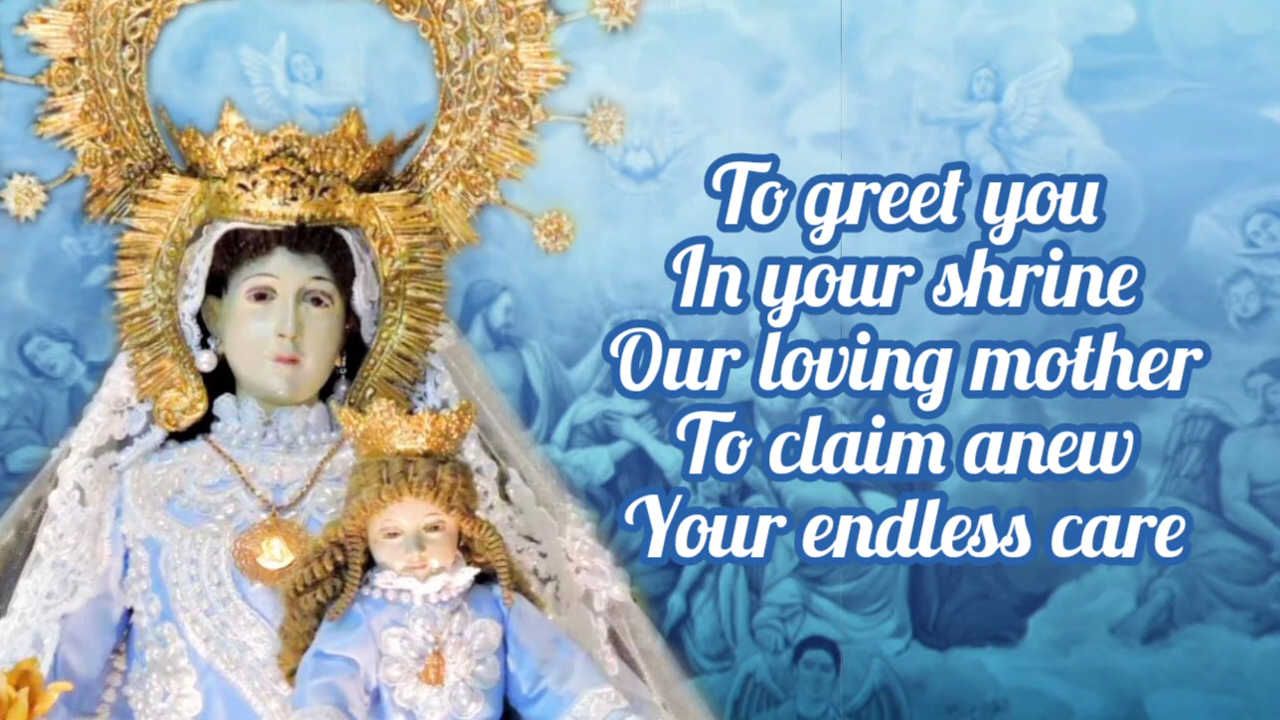 To greet you
In your shrine
Our loving mother
To claim anew
Your endless care